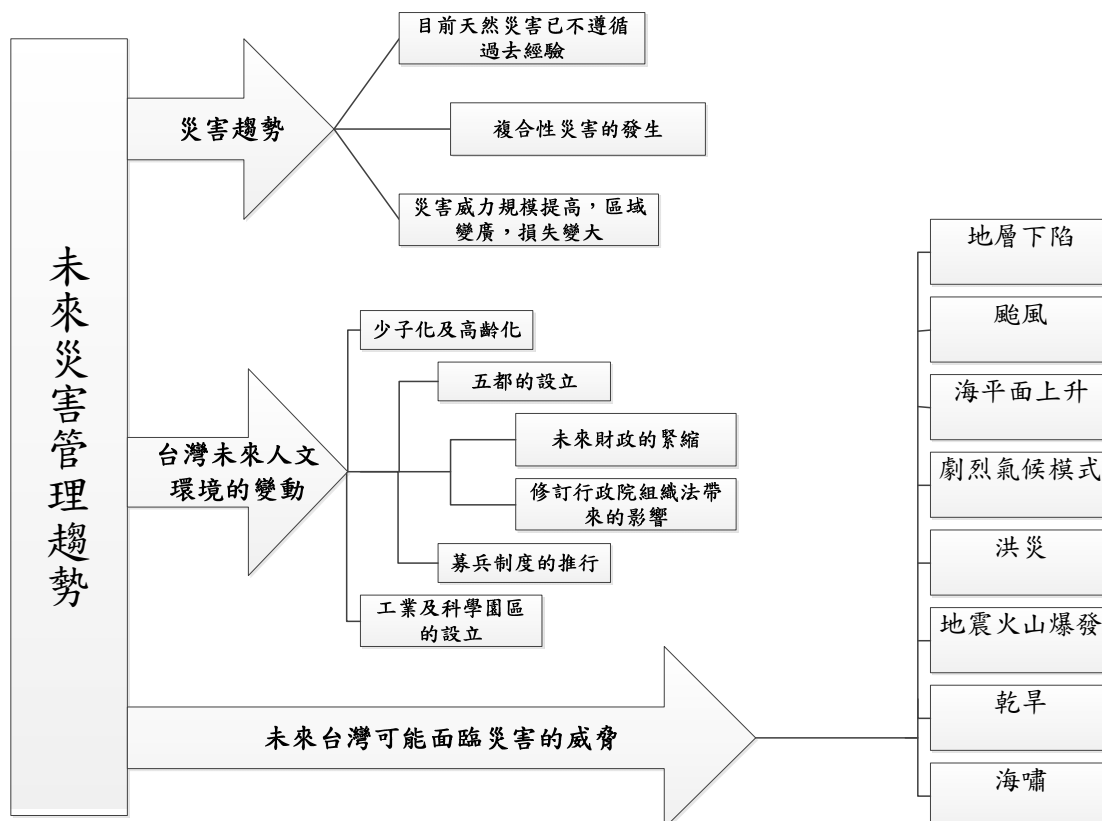 未來災害管理趨勢
災害趨勢
目前天然災害已不遵循
過去經驗
複合性災害的發生
災害威力規模提高，區域
變廣，損失變大
台灣未來人文
環境的變動
少子化及高齡化
五都的設立
未來財政的緊縮
修訂行政院組織法帶
來的影響
募兵制度的推行
工業及科學園區
的設立
未來台灣可能面臨災害的威脅
地層下陷
颱風
海平面上升
劇烈氣候模式
洪災
地震火山爆發
乾旱
海嘯